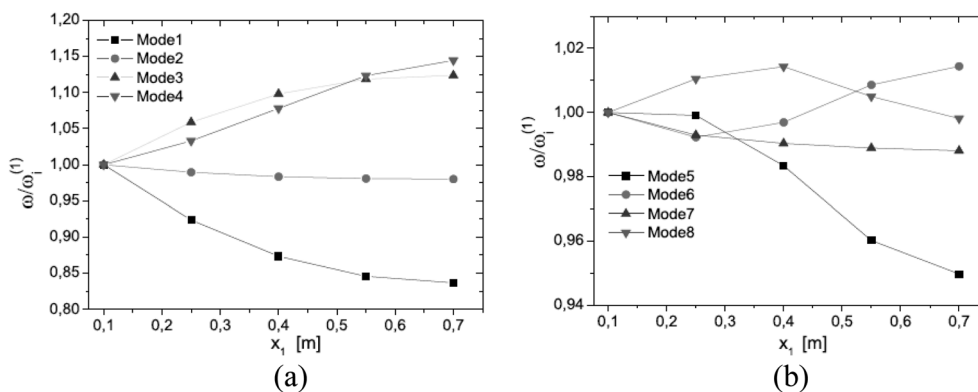 1,20
1,15
1,10
1,05
1,00
0,95
0,90
0,85
0,80
ω/ω_i^(1)
Mode1
Mode2
Mode3
Mode4
0,1 0,2 0,3 0,4 0,5 0,6 0,7
x_1 [m]
(a)
1,02
1,00
0,98
0,96
0,94
ω/ω_i^(1)
Mode5
Mode6
Mode7
Mode8
0,1 0,2 0,3 0,4 0,5 0,6 0,7
x_1 [m]
(b)